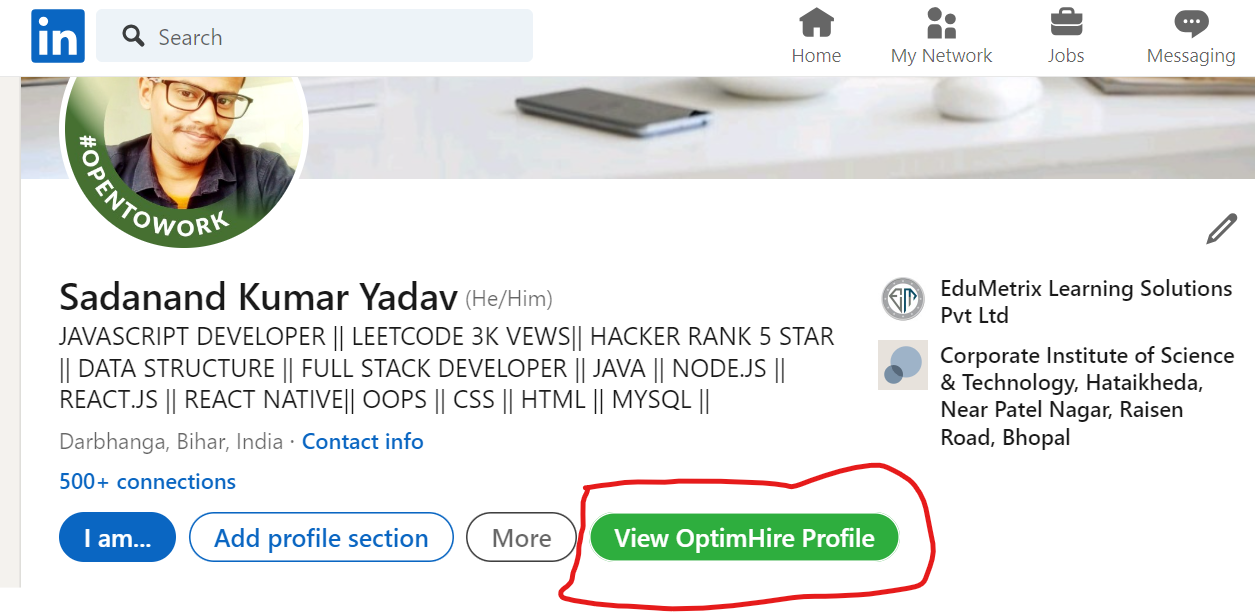 in
Search
Home
My Network
Jobs
Messaging
#OPENTOWORK
Sadanand Kumar Yadav (He/Him)
JAVASCRIPT DEVELOPER || LEETCODE 3K VEWS|| HACKER RANK 5 STAR
|| DATA STRUCTURE || FULL STACK DEVELOPER || JAVA || NODE.JS ||
REACT.JS || REACT NATIVE|| OOPS || CSS || HTML || MYSQL ||
Darbhanga, Bihar, India · Contact info
500+ connections
I am...
Add profile section
More
View OptimHire Profile
EduMetrix Learning Solutions
Pvt Ltd
Corporate Institute of Science
& Technology, Hataikheda,
Near Patel Nagar, Raisen
Road, Bhopal